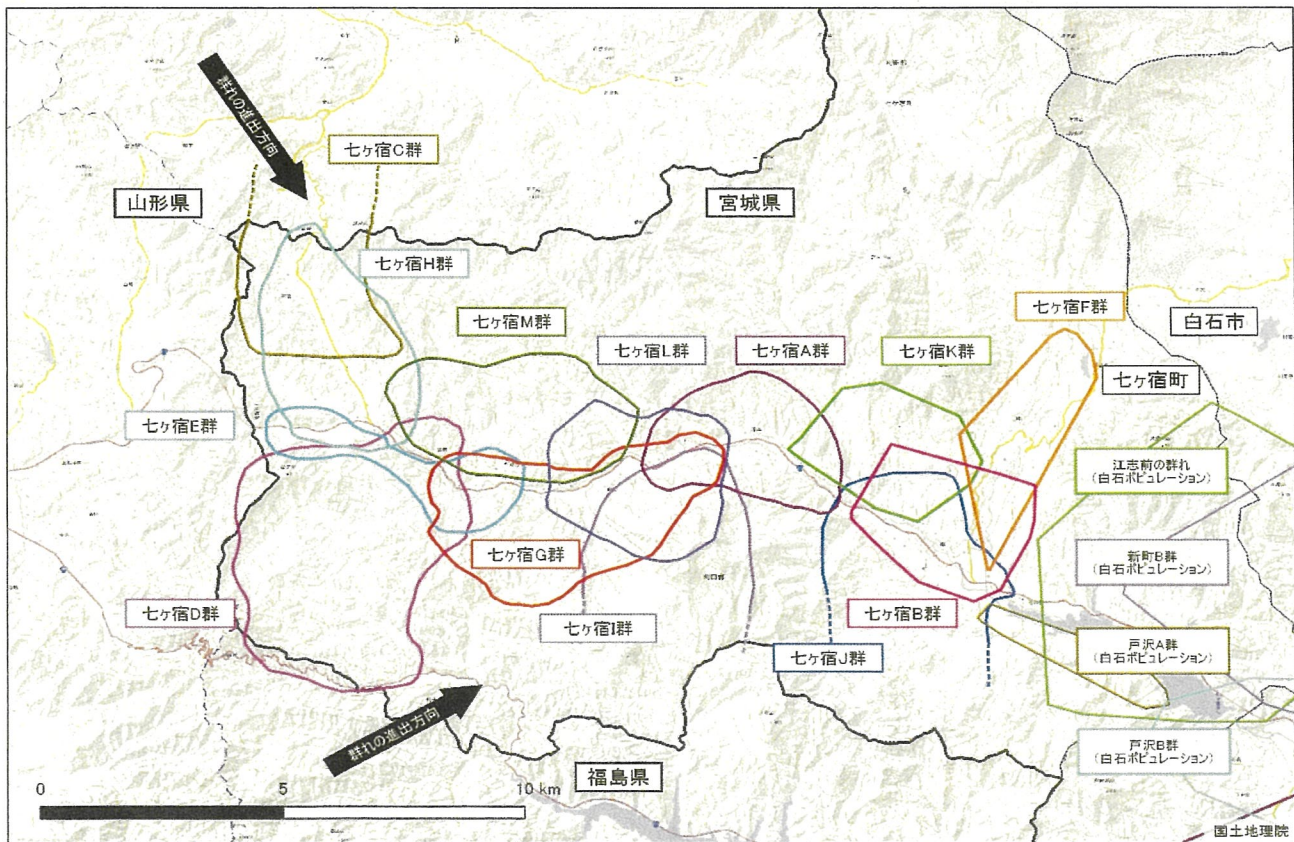 群れの進出方向
七ヶ宿C群
山形県
宮城県
七ヶ宿H群
七ヶ宿F群
七ヶ宿M群
白石市
七ヶ宿L群
七ヶ宿A群
七ヶ宿K群
七ヶ宿町
七ヶ宿E群
江志前の群れ
(白石ポピュレーション)
七ヶ宿G群
新町B群
(白石ポピュレーション)
七ヶ宿D群
七ヶ宿I群
七ヶ宿B群
七ヶ宿J群
戸沢A群
(白石ポピュレーション)
群れの進出方向
戸沢B群
(白石ポピュレーション)
福島県
0
5
10 km
国土地理院